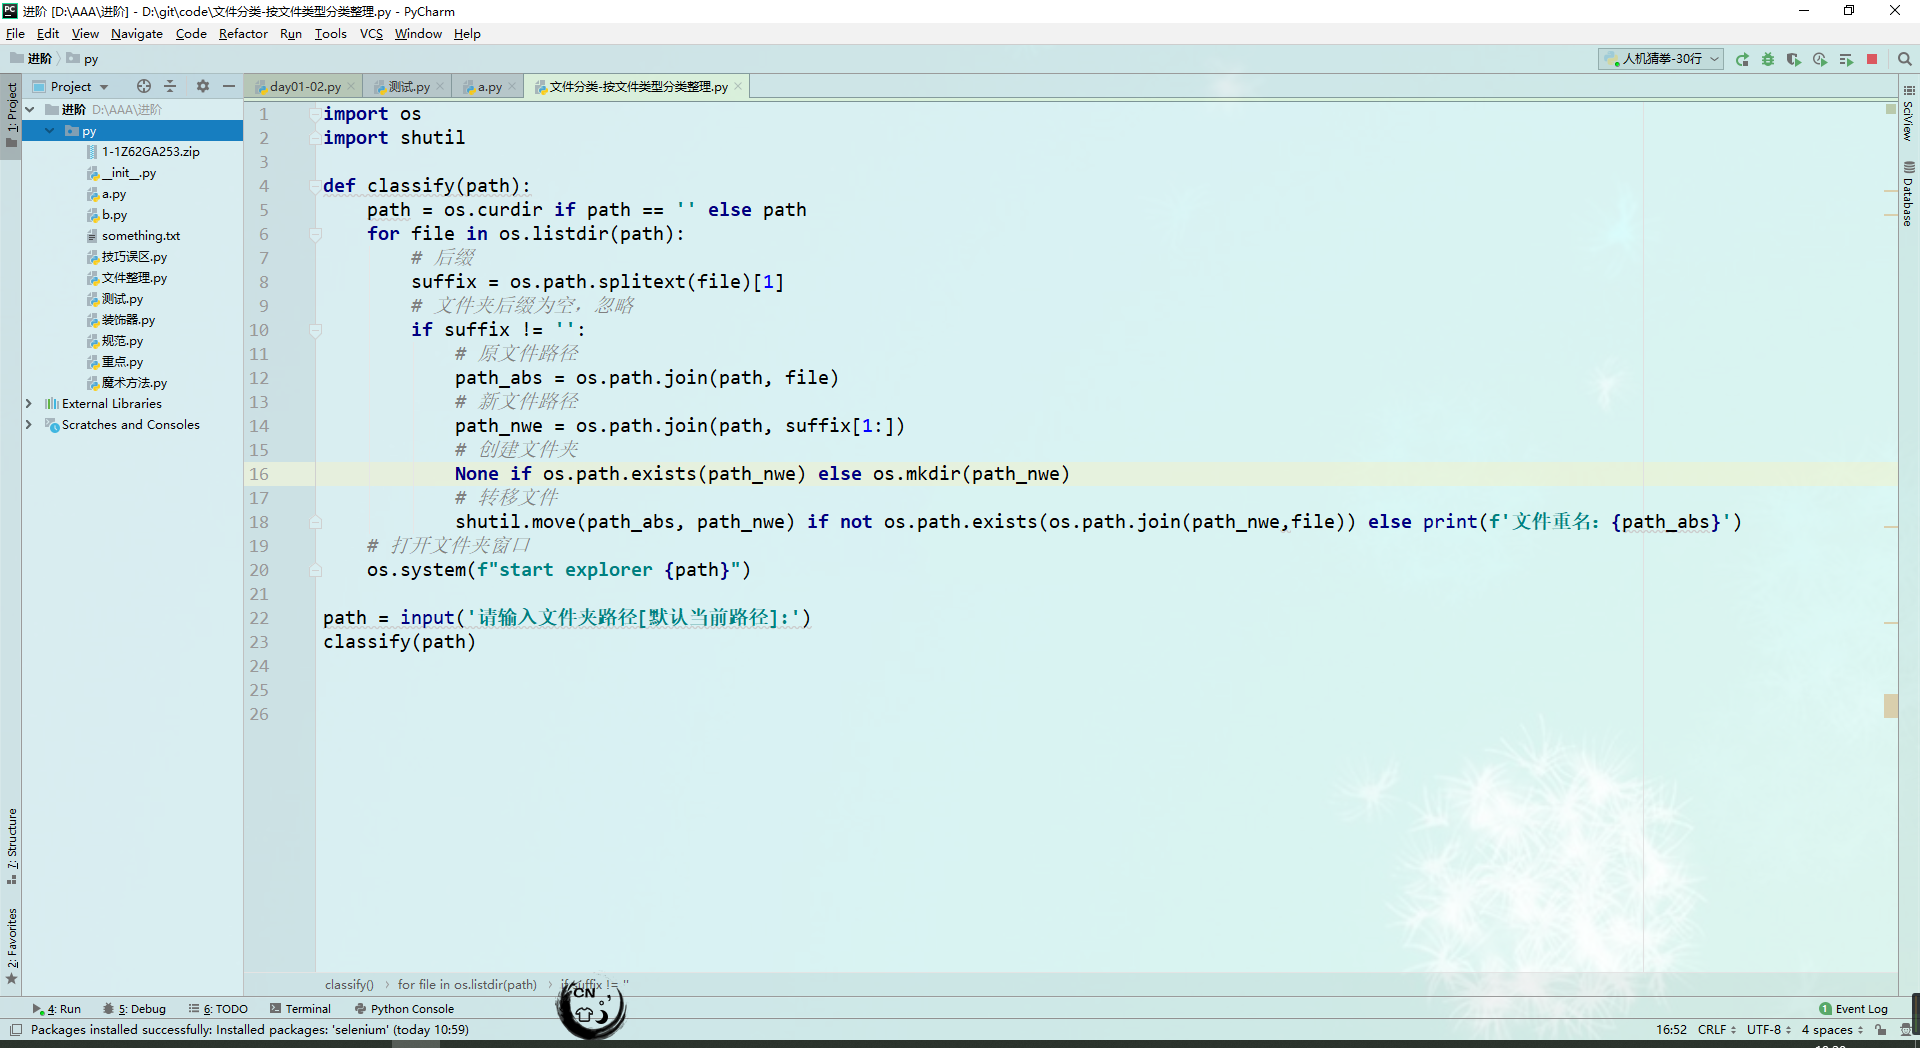 进阶 [D:\AAA\进阶] - D:\git\code\文件分类-按文件类型分类整理.py - PyCharm
File Edit View Navigate Code Refactor Run Tools VCS Window Help
进阶 py 人机猜拳-30行
Project
day01-02.py 测试.py a.py 文件分类-按文件类型分类整理.py
1: Project
进阶 D:\AAA\进阶
py
1-1Z62GA253.zip
__init__.py
a.py
b.py
something.txt
技巧误区.py
文件整理.py
测试.py
装饰器.py
规范.py
重点.py
魔术方法.py
External Libraries
Scratches and Consoles
7: Structure
2: Favorites
1 import os
2 import shutil
3
4 def classify(path):
5 path = os.curdir if path == '' else path
6 for file in os.listdir(path):
7 # 后缀
8 suffix = os.path.splitext(file)[1]
9 # 文件夹后缀为空，忽略
10 if suffix != '':
11 # 原文件路径
12 path_abs = os.path.join(path, file)
13 # 新文件路径
14 path_nwe = os.path.join(path, suffix[1:])
15 # 创建文件夹
16 None if os.path.exists(path_nwe) else os.mkdir(path_nwe)
17 # 转移文件
18 shutil.move(path_abs, path_nwe) if not os.path.exists(os.path.join(path_nwe,file)) else print(f'文件重名：{path_abs}')
19 # 打开文件夹窗口
20 os.system(f"start explorer {path}")
21
22 path = input('请输入文件夹路径[默认当前路径]:')
23 classify(path)
24
25
26
SciView
Database
classify() for file in os.listdir(path) if suffix != ''
CN
4: Run 5: Debug 6: TODO Terminal Python Console 1 Event Log
Packages installed successfully: Installed packages: 'selenium' (today 10:59) 16:52 CRLF UTF-8 4 spaces